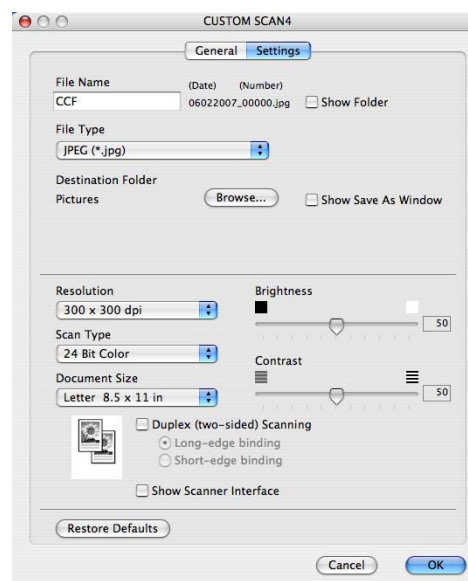 CUSTOM SCAN4
General Settings
File Name
(Date) (Number)
CCF
06022007_00000.jpg
Show Folder
File Type
JPEG (*.jpg)
Destination Folder
Pictures
Browse...
Show Save As Window
Resolution
300 x 300 dpi
Brightness
50
Scan Type
24 Bit Color
Contrast
50
Document Size
Letter 8.5 x 11 in
Duplex (two-sided) Scanning
Long-edge binding
Short-edge binding
Show Scanner Interface
Restore Defaults
Cancel OK